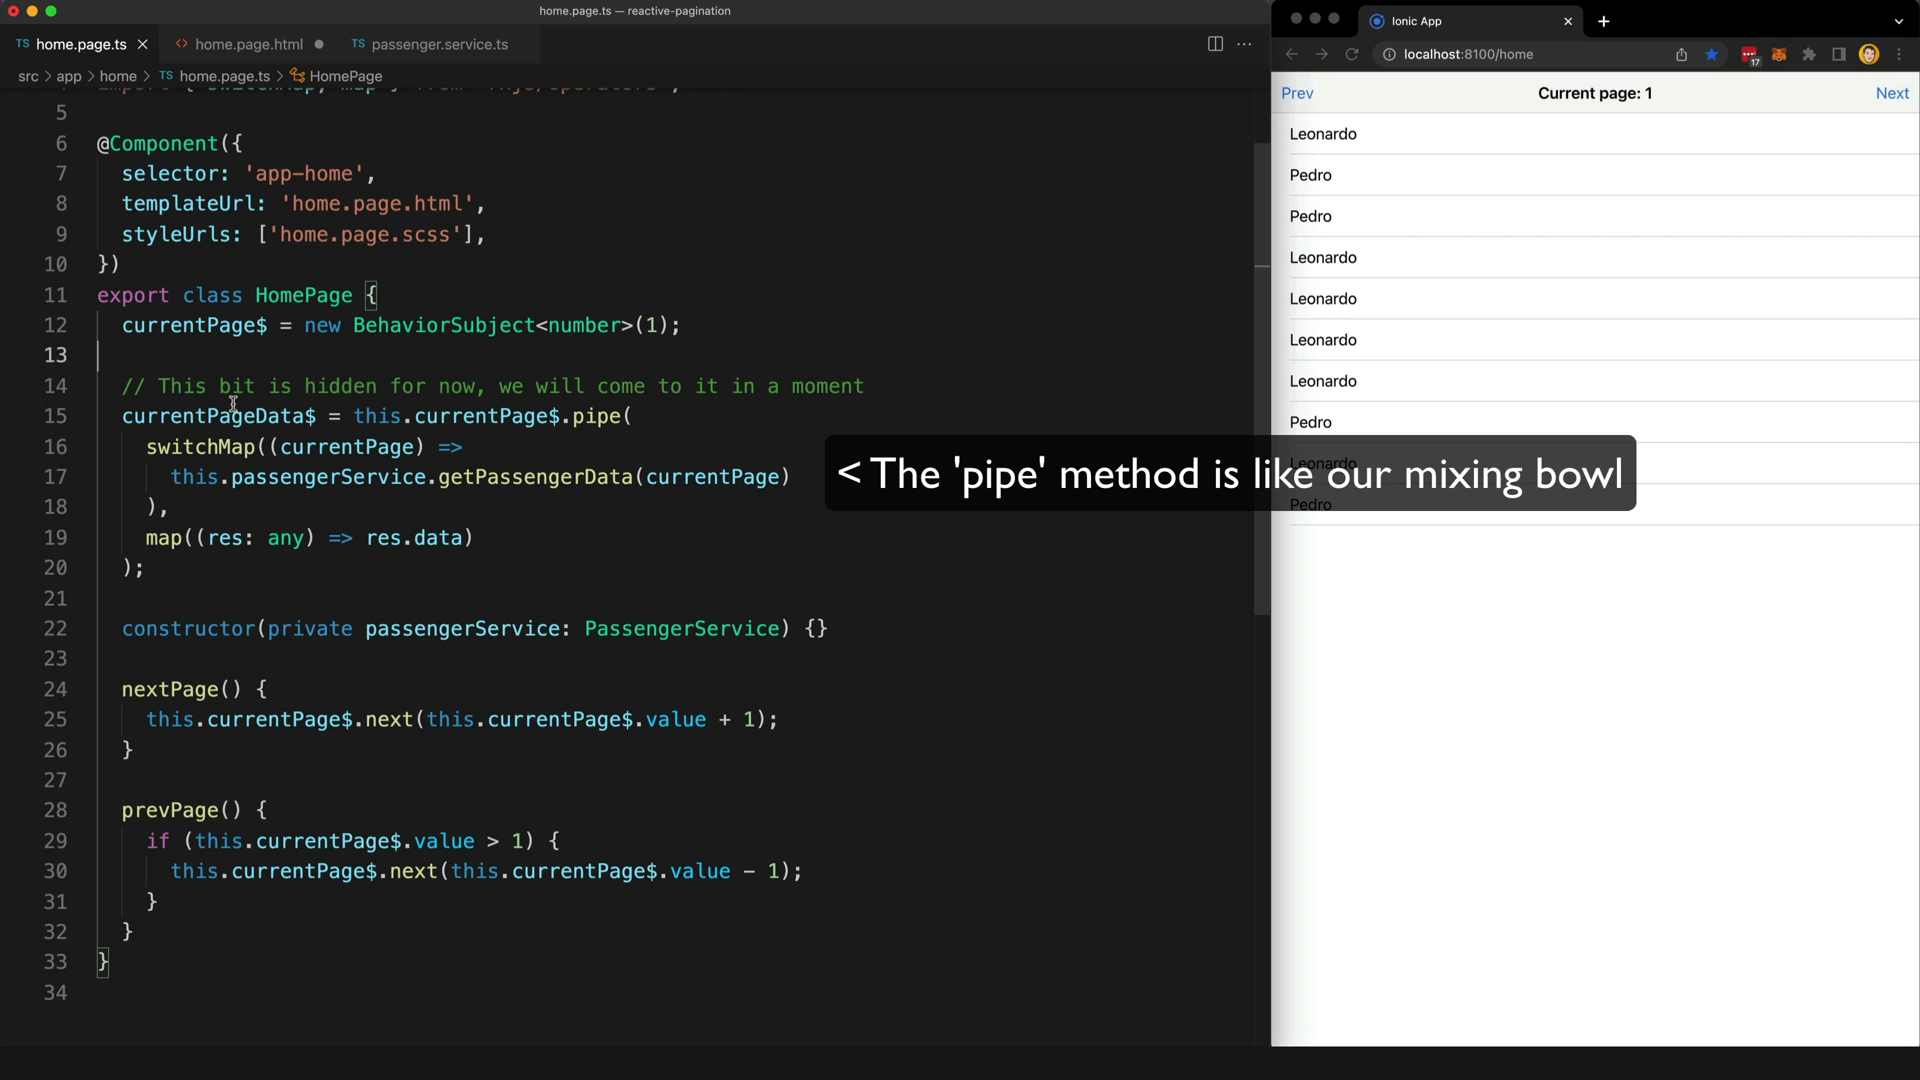 home.page.ts — reactive-pagination
TS home.page.ts
<> home.page.html
TS passenger.service.ts
src > app > home > TS home.page.ts > HomePage
5
6 @Component({
7 selector: 'app-home',
8 templateUrl: 'home.page.html',
9 styleUrls: ['home.page.scss'],
10 })
11 export class HomePage {
12 currentPage$ = new BehaviorSubject<number>(1);
13
14 // This bit is hidden for now, we will come to it in a moment
15 currentPageData$ = this.currentPage$.pipe(
16 switchMap((currentPage) =>
17 this.passengerService.getPassengerData(currentPage)
18 ),
19 map((res: any) => res.data)
20 );
21
22 constructor(private passengerService: PassengerService) {}
23
24 nextPage() {
25 this.currentPage$.next(this.currentPage$.value + 1);
26 }
27
28 prevPage() {
29 if (this.currentPage$.value > 1) {
30 this.currentPage$.next(this.currentPage$.value - 1);
31 }
32 }
33 }
34
< The 'pipe' method is like our mixing bowl
Ionic App
localhost:8100/home
17
Prev
Current page: 1
Next
Leonardo
Pedro
Pedro
Leonardo
Leonardo
Leonardo
Leonardo
Pedro
Leonardo
Pedro